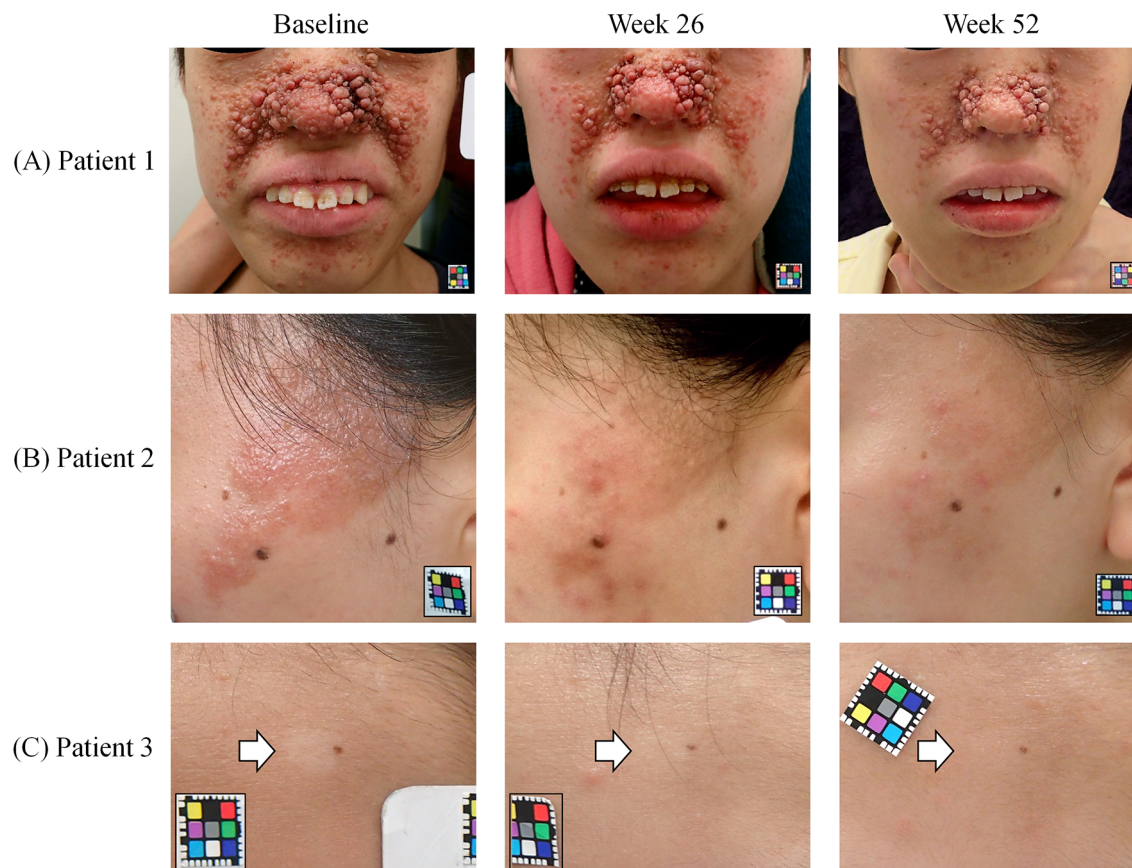 Baseline
Week 26
Week 52
(A) Patient 1
(B) Patient 2
(C) Patient 3